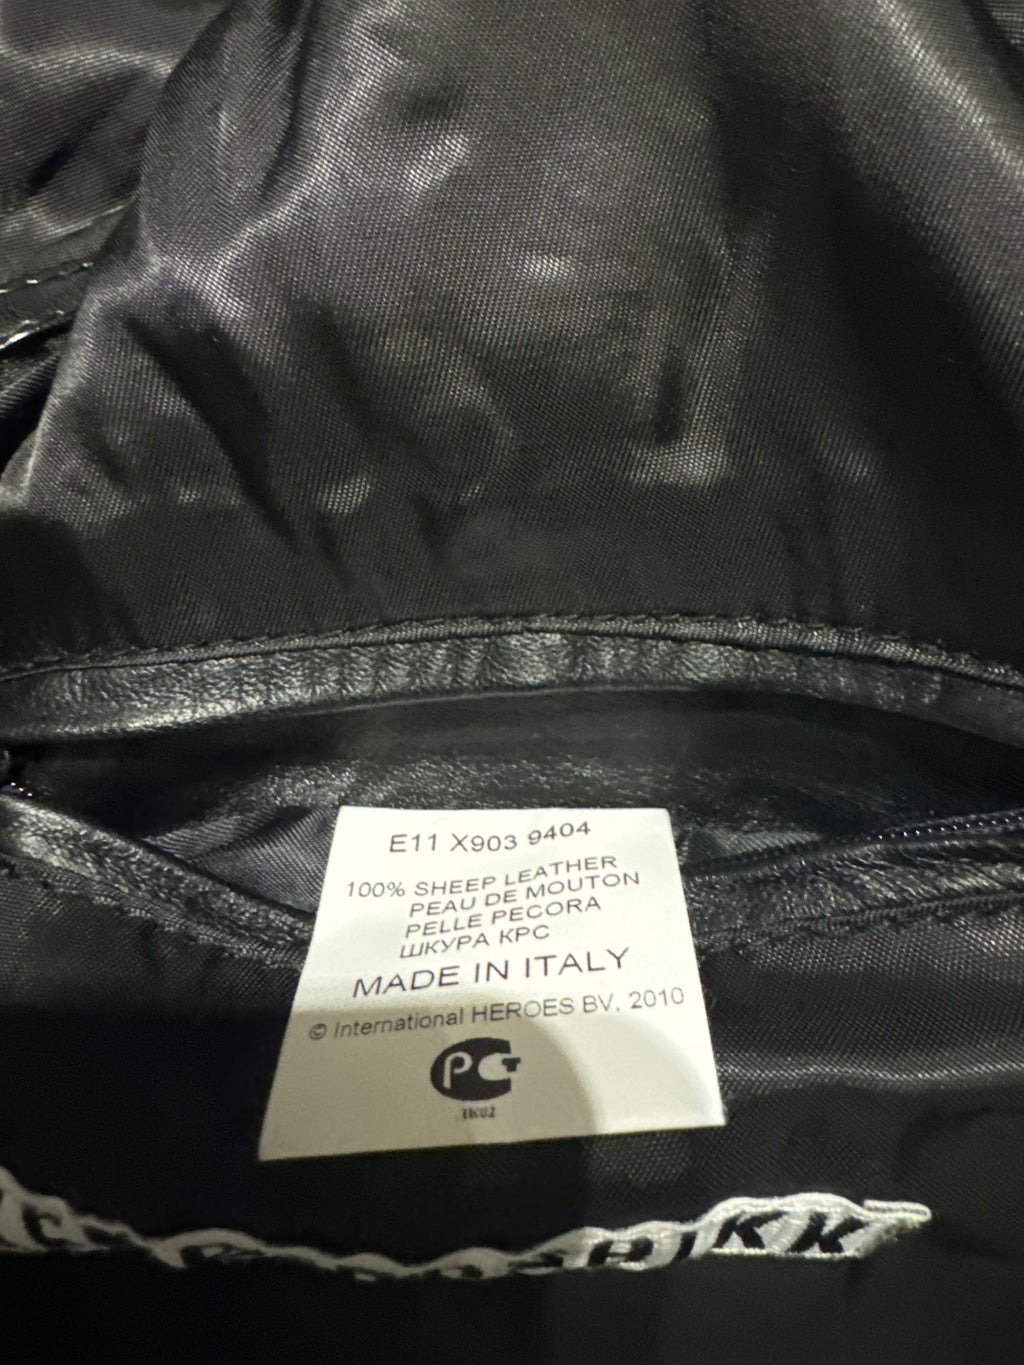 E11 X903 9404
100% SHEEP LEATHER
PEAU DE MOUTON
PELLE PECORA
ШКУРА КРС
MADE IN ITALY
© International HEROES BV, 2010
РСТ